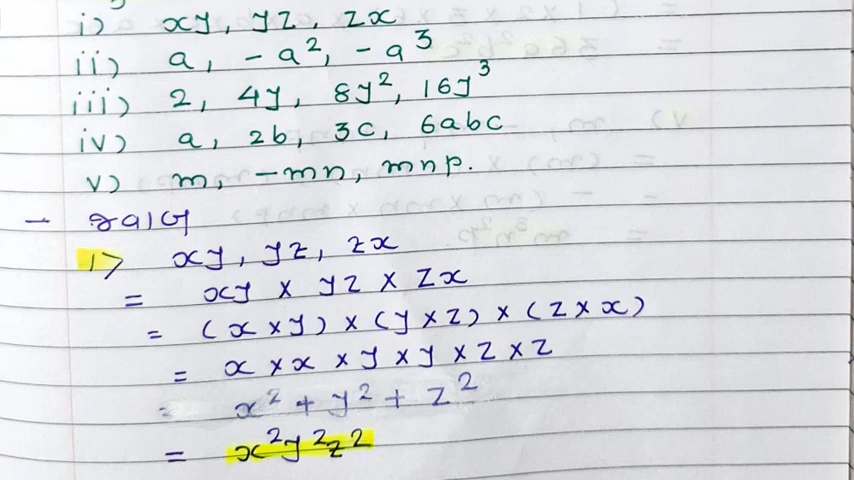 i) xy, yz, zx
ii) a, -a², -a³
iii) 2, 4y, 8y², 16y³
iv) a, 2b, 3c, 6abc
v) m, -mn, mnp.
- જવાબ
1) xy, yz, zx
= xy × yz × zx
= (x×y) × (y×z) × (z×x)
= x × x × y × y × z × z
= x² + y² + z²
= x²y²z²